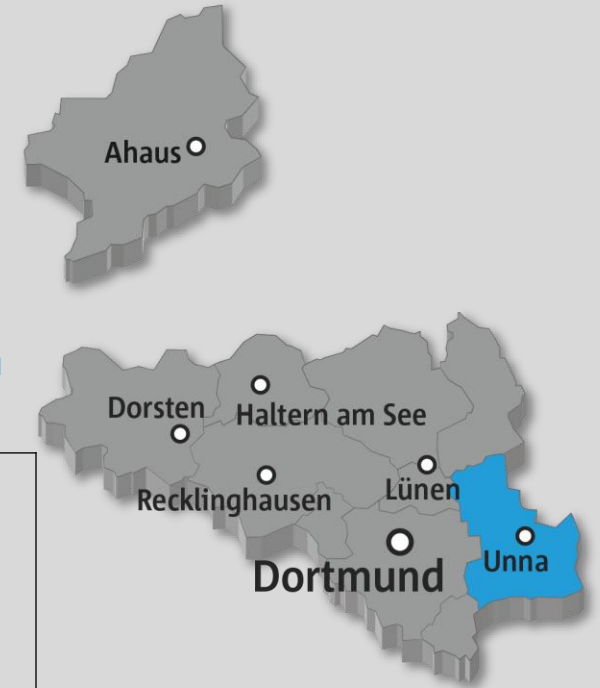 Ahaus
Dorsten
Haltern am See
Recklinghausen
Lünen
Dortmund
Unna